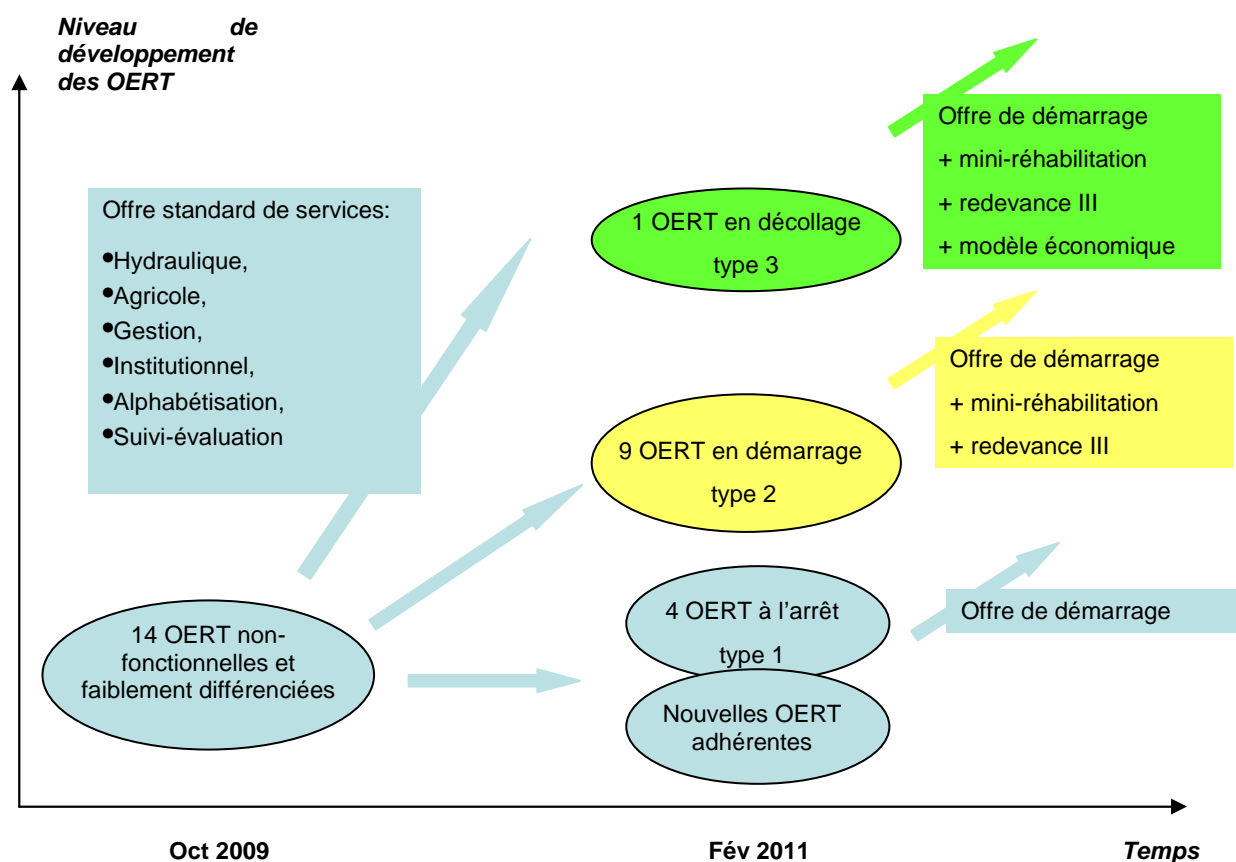 Niveau de
développement
des OERT
Offre standard de services:
•Hydraulique,
•Agricole,
•Gestion,
•Institutionnel,
•Alphabétisation,
•Suivi-évaluation
14 OERT non-
fonctionnelles et
faiblement différenciées
1 OERT en décollage
type 3
Offre de démarrage
+ mini-réhabilitation
+ redevance III
+ modèle économique
9 OERT en démarrage
type 2
Offre de démarrage
+ mini-réhabilitation
+ redevance III
4 OERT à l’arrêt
type 1
Nouvelles OERT
adhérentes
Offre de démarrage
Oct 2009
Fév 2011
Temps